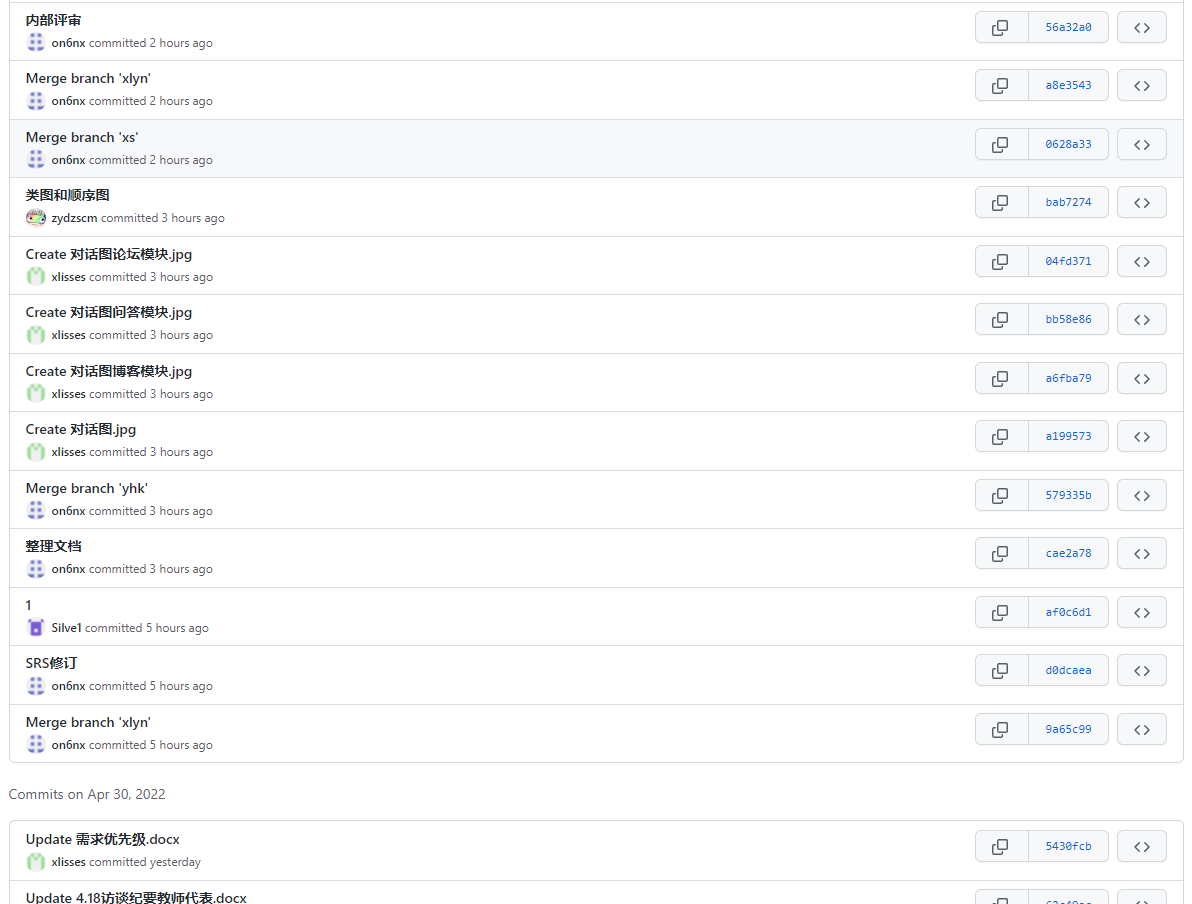 内部评审
56a32a0
on6nx committed 2 hours ago
Merge branch 'xlyn'
a8e3543
on6nx committed 2 hours ago
Merge branch 'xs'
0628a33
on6nx committed 2 hours ago
类图和顺序图
bab7274
zydzscm committed 3 hours ago
Create 对话图论坛模块.jpg
04fd371
xlisses committed 3 hours ago
Create 对话图问答模块.jpg
bb58e86
xlisses committed 3 hours ago
Create 对话图博客模块.jpg
a6fba79
xlisses committed 3 hours ago
Create 对话图.jpg
a199573
xlisses committed 3 hours ago
Merge branch 'yhk'
579335b
on6nx committed 3 hours ago
整理文档
cae2a78
on6nx committed 3 hours ago
1
af0c6d1
Silve1 committed 5 hours ago
SRS修订
d0dcaea
on6nx committed 5 hours ago
Merge branch 'xlyn'
9a65c99
on6nx committed 5 hours ago
Commits on Apr 30, 2022
Update 需求优先级.docx
5430fcb
xlisses committed yesterday
Update 4.18访谈纪要教师代表.docx